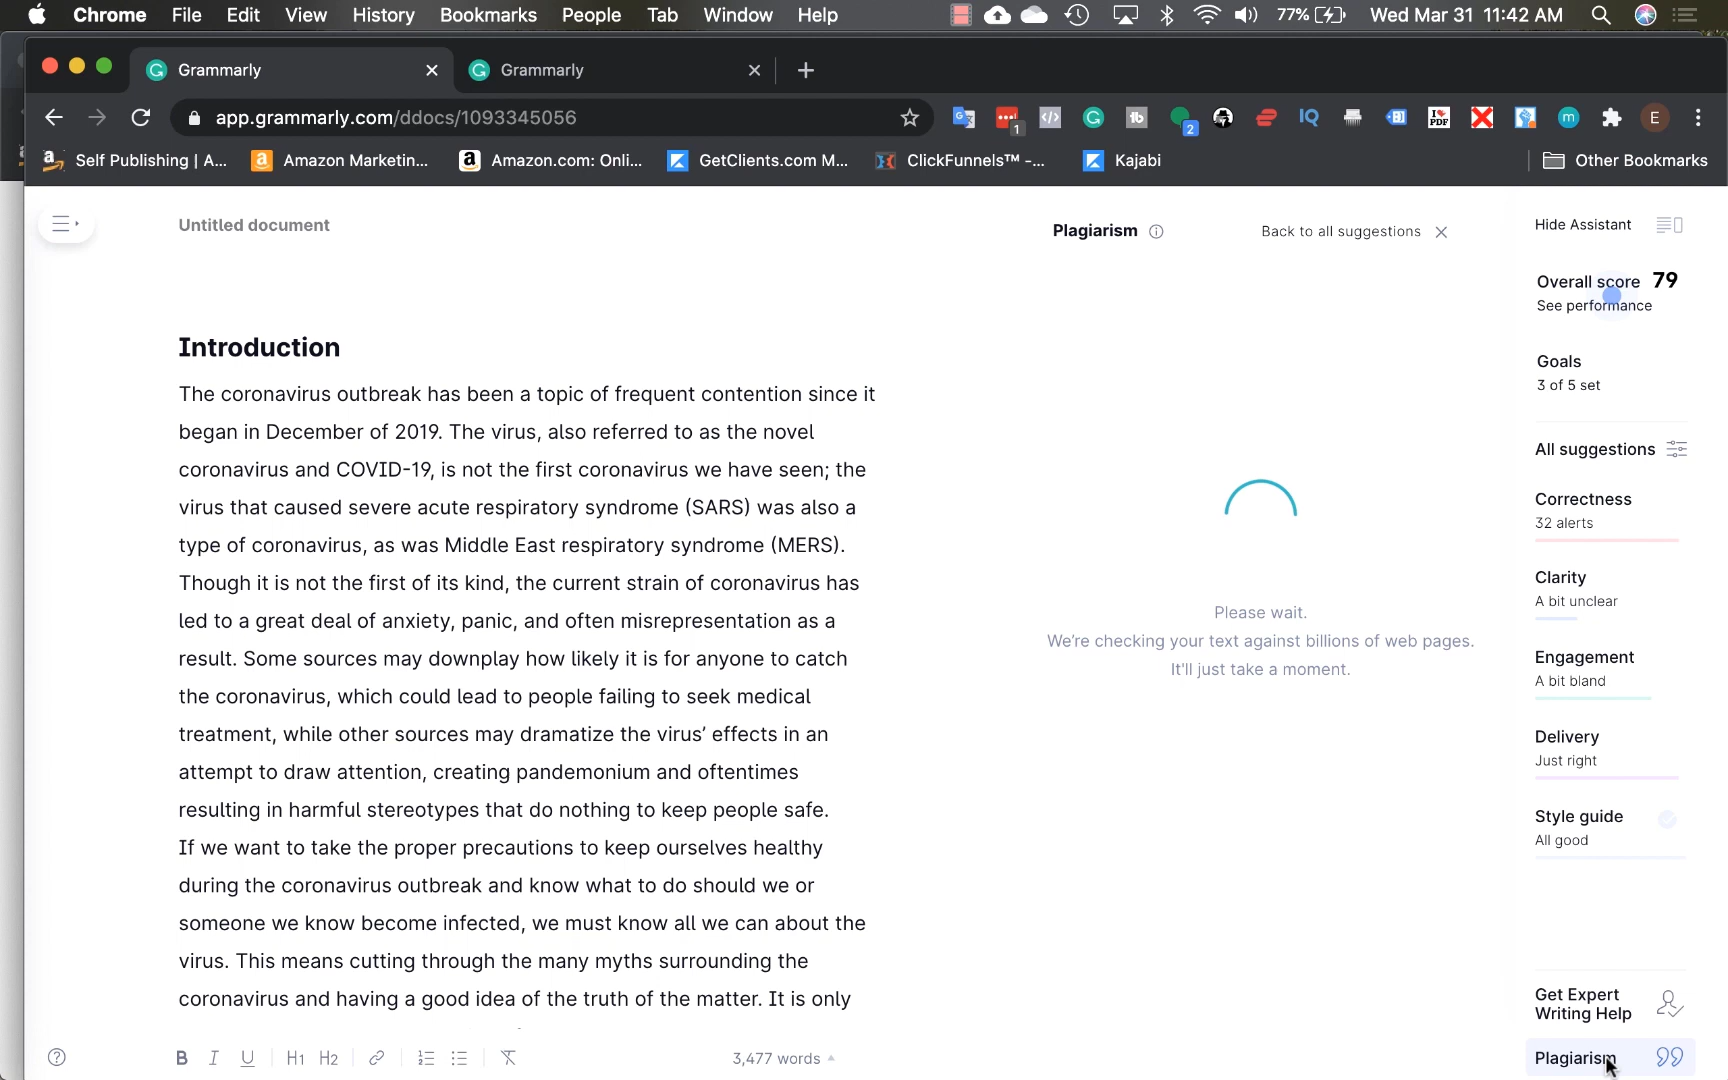 Chrome File Edit View History Bookmarks People Tab Window Help 77% Wed Mar 31 11:42 AM
Grammarly Grammarly
app.grammarly.com/ddocs/1093345056
1 </> tb 2 IQ I PDF m E
Self Publishing | A... Amazon Marketin... Amazon.com: Onli... GetClients.com M... ClickFunnels™ -... Kajabi Other Bookmarks
Untitled document
Plagiarism
Back to all suggestions
Hide Assistant
Overall score 79
See performance
Goals
3 of 5 set
All suggestions
Correctness
32 alerts
Clarity
A bit unclear
Engagement
A bit bland
Delivery
Just right
Style guide
All good
Get Expert
Writing Help
Plagiarism
Introduction
The coronavirus outbreak has been a topic of frequent contention since it
began in December of 2019. The virus, also referred to as the novel
coronavirus and COVID-19, is not the first coronavirus we have seen; the
virus that caused severe acute respiratory syndrome (SARS) was also a
type of coronavirus, as was Middle East respiratory syndrome (MERS).
Though it is not the first of its kind, the current strain of coronavirus has
led to a great deal of anxiety, panic, and often misrepresentation as a
result. Some sources may downplay how likely it is for anyone to catch
the coronavirus, which could lead to people failing to seek medical
treatment, while other sources may dramatize the virus’ effects in an
attempt to draw attention, creating pandemonium and oftentimes
resulting in harmful stereotypes that do nothing to keep people safe.
If we want to take the proper precautions to keep ourselves healthy
during the coronavirus outbreak and know what to do should we or
someone we know become infected, we must know all we can about the
virus. This means cutting through the many myths surrounding the
coronavirus and having a good idea of the truth of the matter. It is only
Please wait.
We’re checking your text against billions of web pages.
It'll just take a moment.
B I U H1 H2
3,477 words